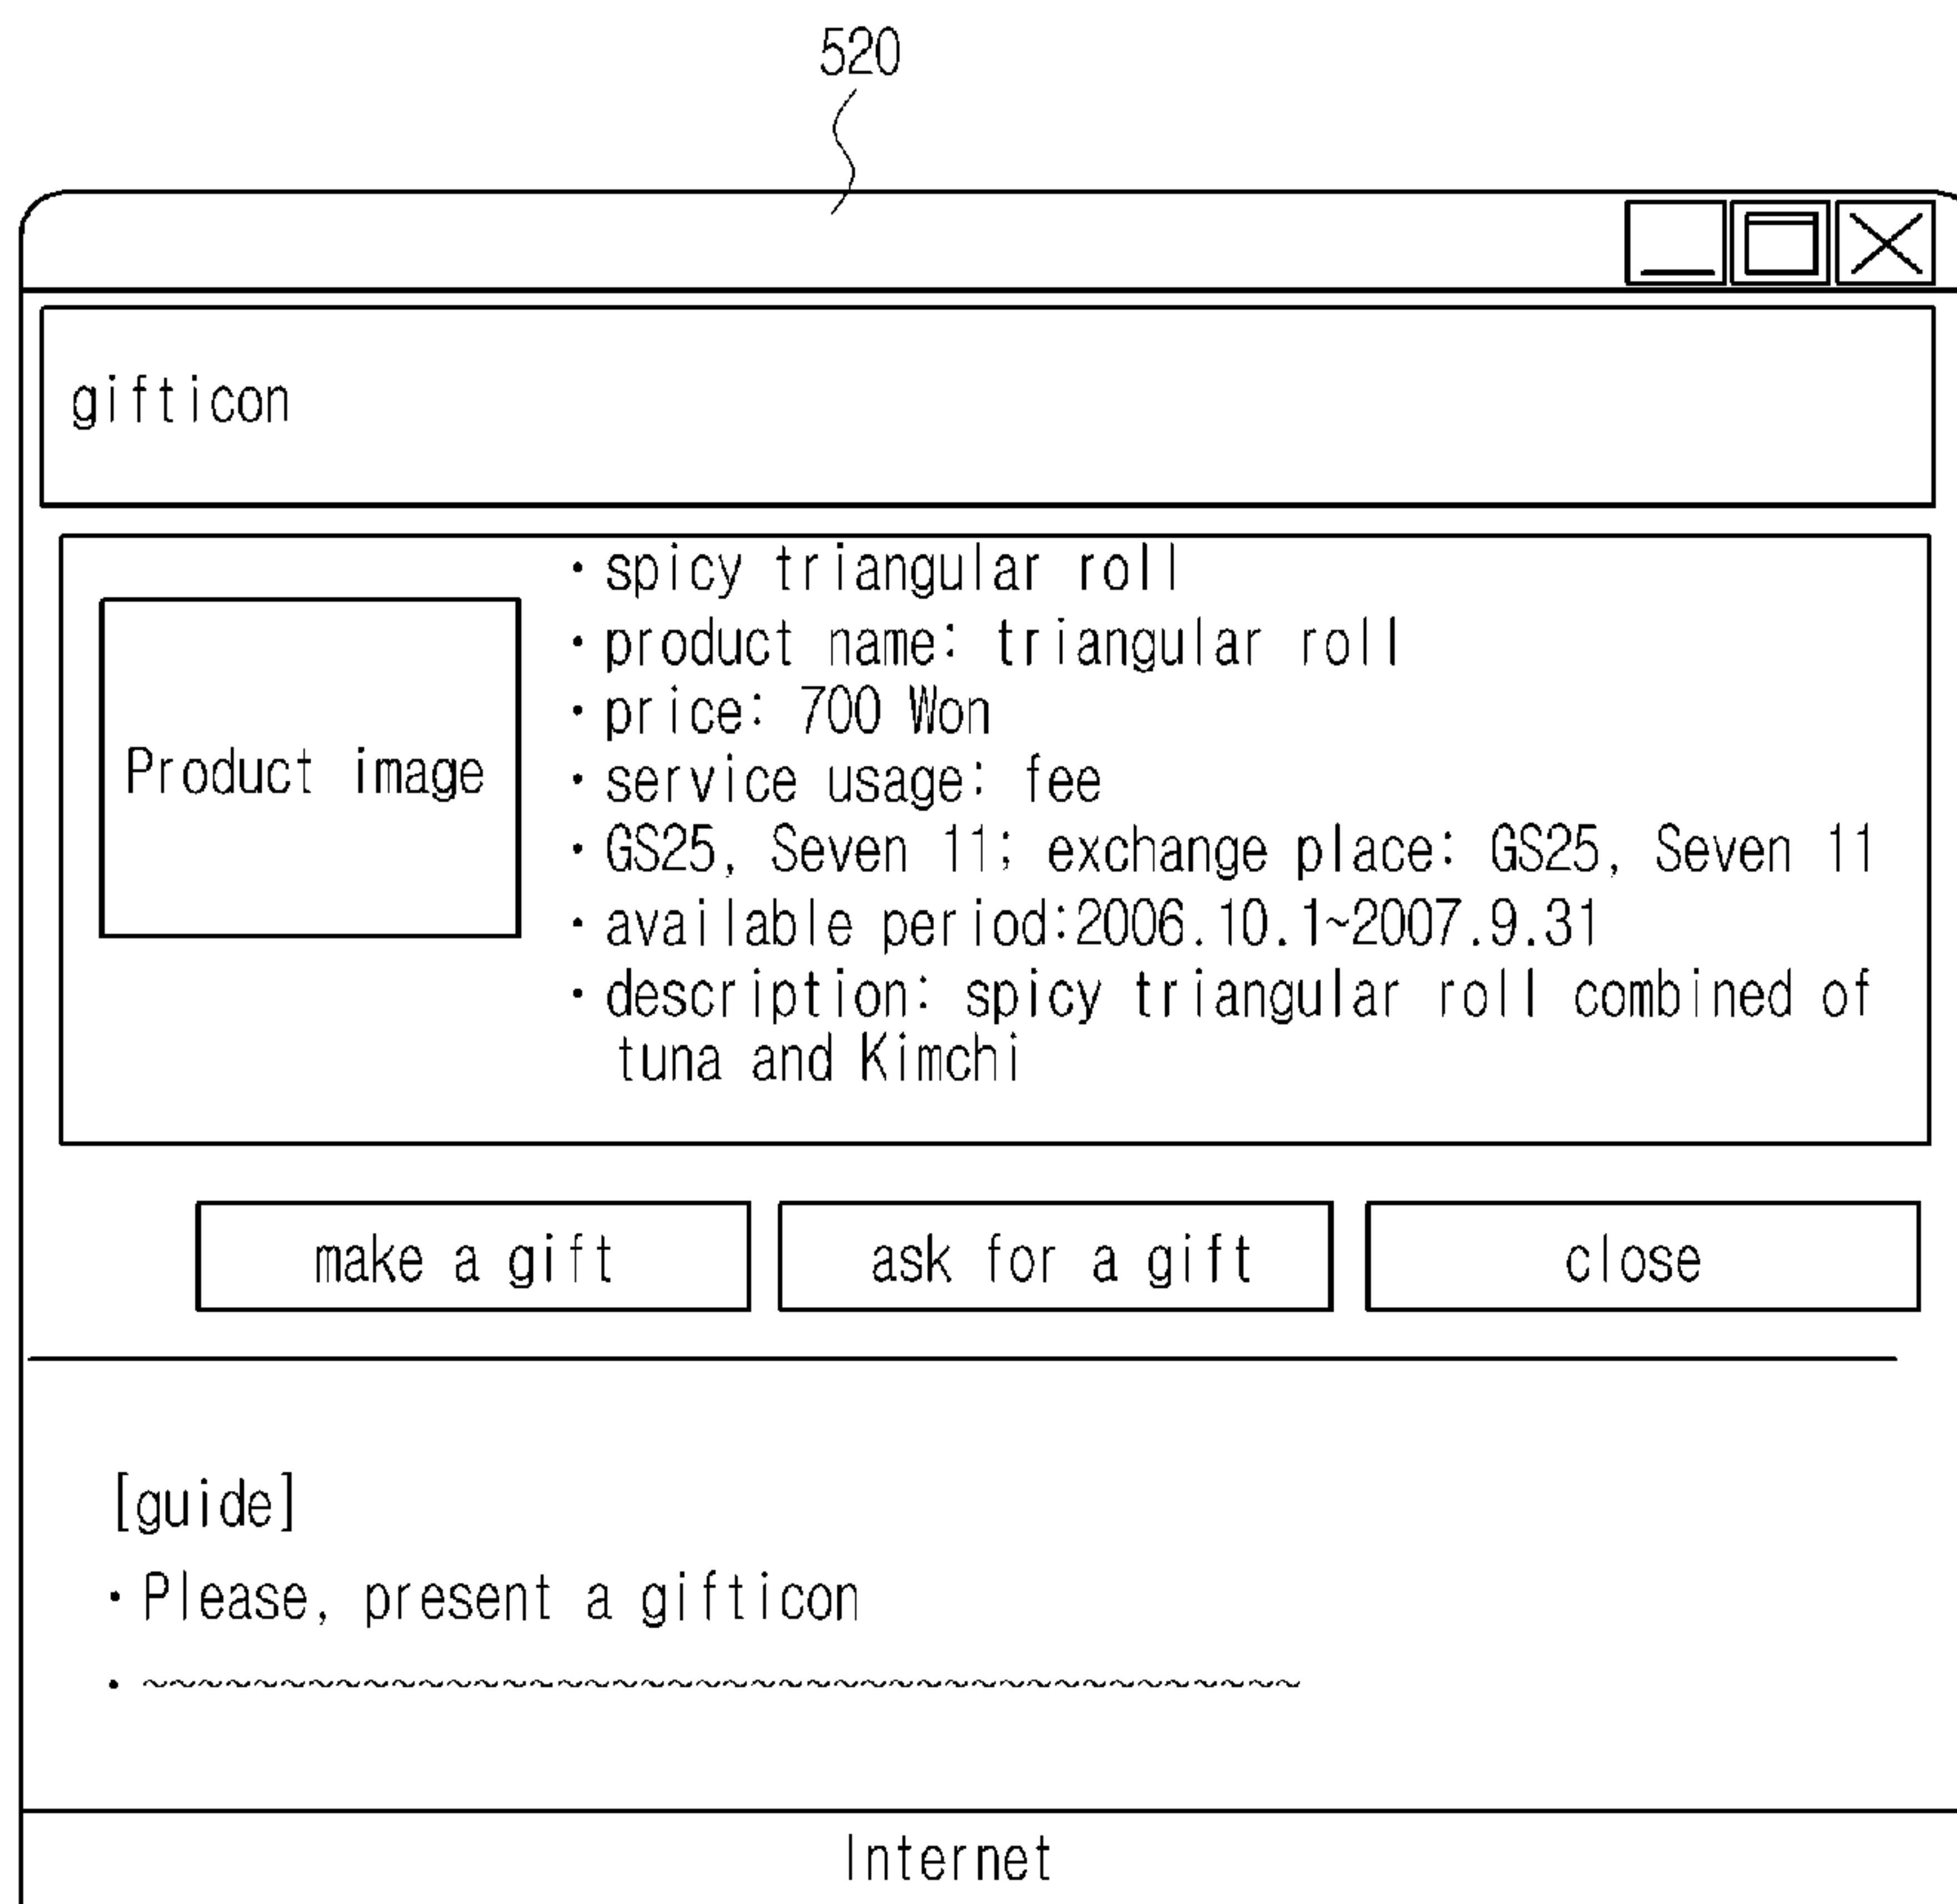 520
gifticon
Product image
· spicy triangular roll
· product name: triangular roll
· price: 700 Won
· service usage: fee
· GS25, Seven 11; exchange place: GS25, Seven 11
· available period:2006.10.1~2007.9.31
· description: spicy triangular roll combined of
tuna and Kimchi
make a gift
ask for a gift
close
[guide]
· Please, present a gifticon
· ~~~~~~~~~~~~~~~~~~~~~~~~~~~~~~~~~~~~~~~~~~
Internet